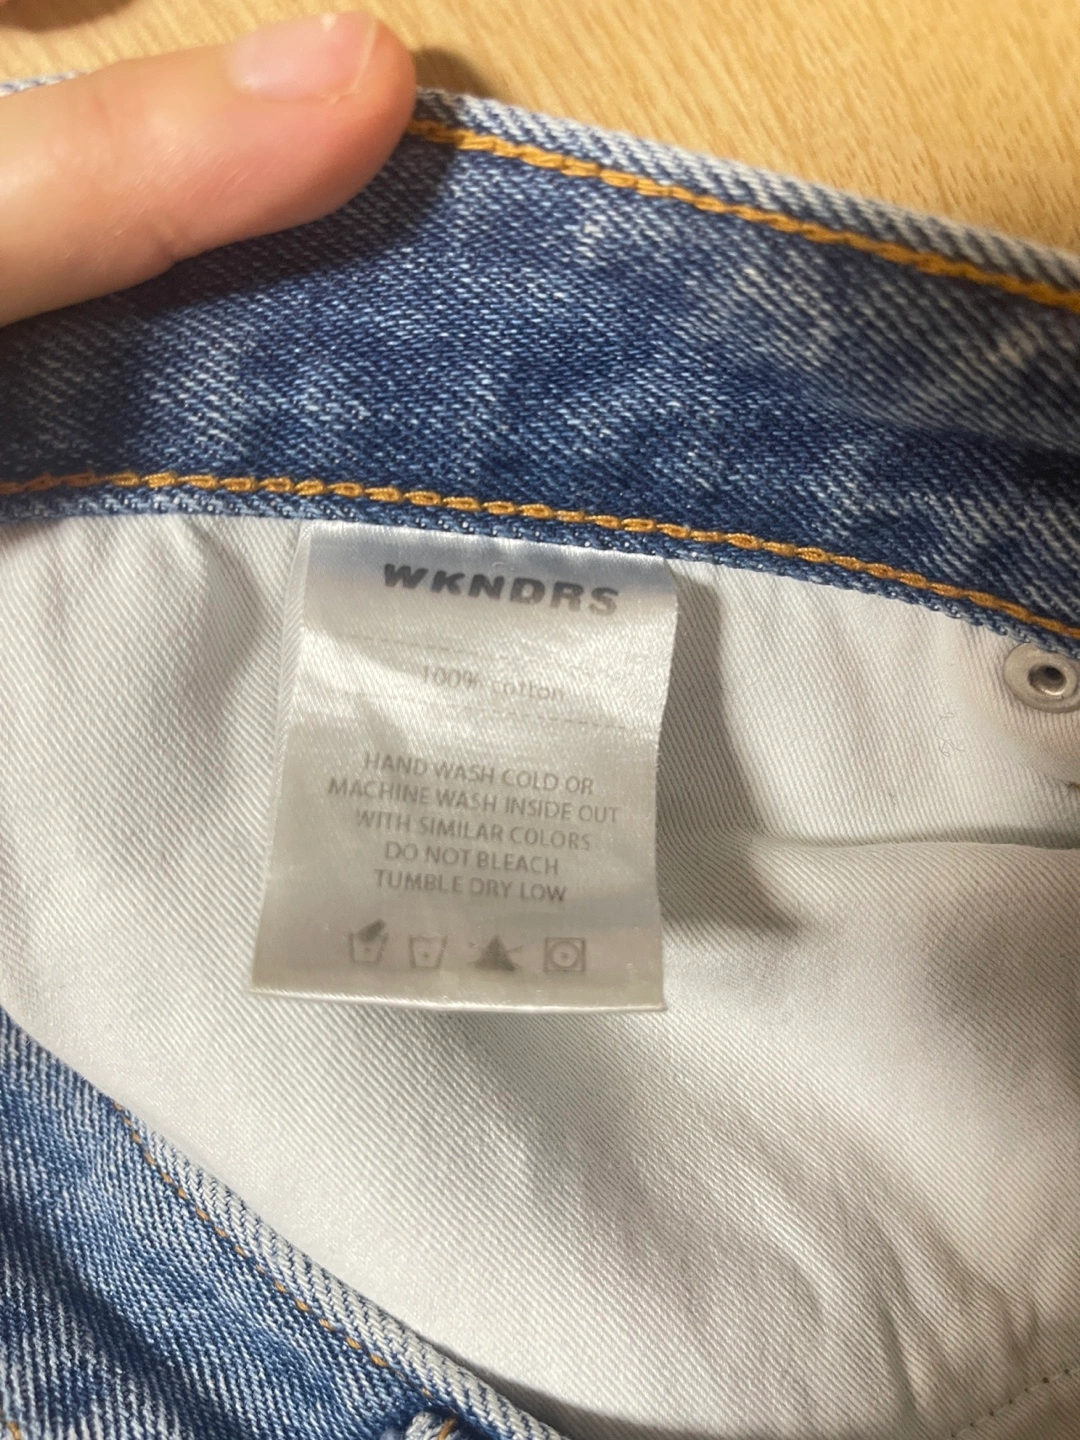 WKNDRS
100% cotton
HAND WASH COLD OR
MACHINE WASH INSIDE OUT
WITH SIMILAR COLORS
DO NOT BLEACH
TUMBLE DRY LOW